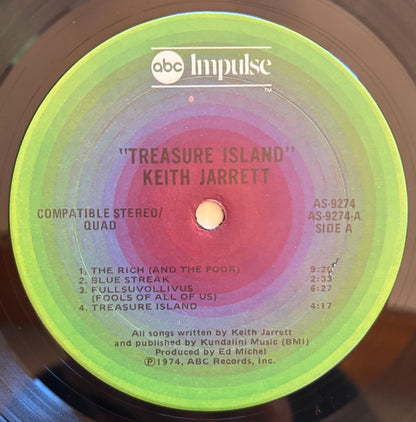 abc Impulse
TM
"TREASURE ISLAND"
KEITH JARRETT
COMPATIBLE STEREO/
QUAD
AS-9274
AS-9274-A
SIDE A
1. THE RICH (AND THE POOR) 9:20
2. BLUE STREAK 2:33
3. FULLSUVOLLIVUS 6:27
(FOOLS OF ALL OF US)
4. TREASURE ISLAND 4:17
All songs written by Keith Jarrett
and published by Kundalini Music (BMI)
Produced by Ed Michel
Ⓟ1974, ABC Records, Inc.